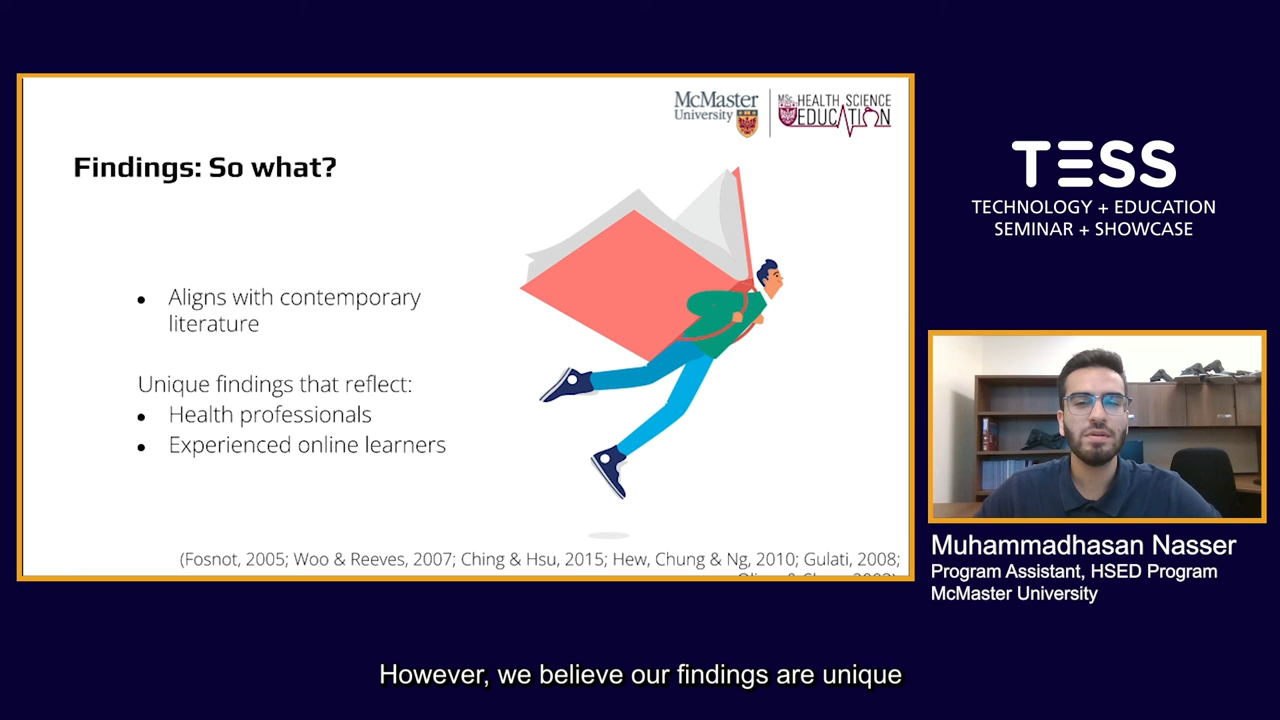 McMaster
University
MSc HEALTH SCIENCE
EDUCATION
Findings: So what?
● Aligns with contemporary
literature
Unique findings that reflect:
● Health professionals
● Experienced online learners
(Fosnot, 2005; Woo & Reeves, 2007; Ching & Hsu, 2015; Hew, Chung & Ng, 2010; Gulati, 2008;
TESS
TECHNOLOGY + EDUCATION
SEMINAR + SHOWCASE
Muhammadhasan Nasser
Program Assistant, HSED Program
McMaster University
However, we believe our findings are unique